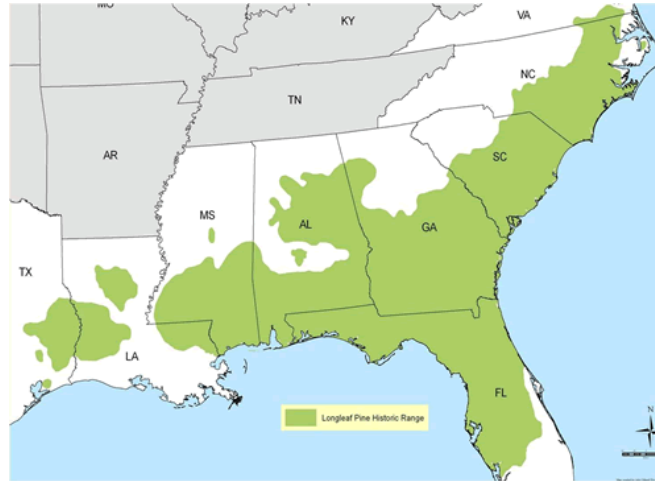 MO
KY
VA
NC
TN
AR
SC
MS
AL
GA
TX
LA
FL
Longleaf Pine Historic Range
N